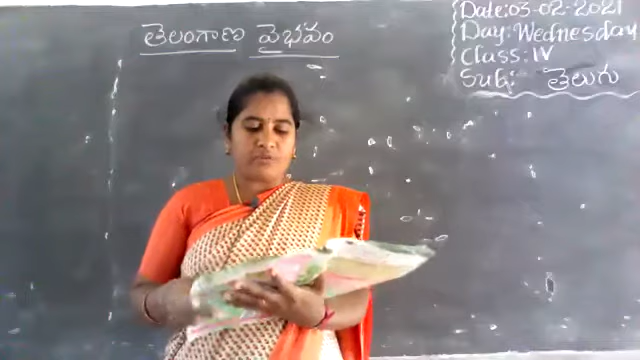 తెలంగాణ వైభవం
Date:03-02-2021
Day: Wednesday
Class: IV
Sub: తెలుగు